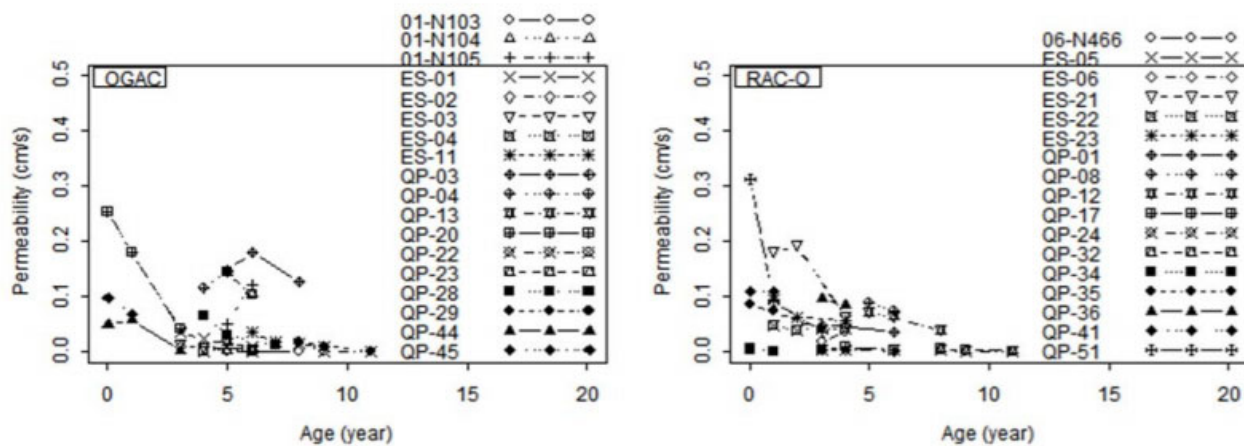 01-N103
01-N104
01-N105
OGAC
ES-01
ES-02
ES-03
ES-04
ES-11
QP-03
QP-04
QP-13
QP-20
QP-22
QP-23
QP-28
QP-29
QP-44
QP-45
0.5
0.4
0.3
0.2
0.1
0.0
Permeability (cm/s)
0 5 10 15 20
Age (year)
06-N466
ES-05
RAC-O
ES-06
ES-21
ES-22
ES-23
QP-01
QP-08
QP-12
QP-17
QP-24
QP-32
QP-34
QP-35
QP-36
QP-41
QP-51
0.5
0.4
0.3
0.2
0.1
0.0
Permeability (cm/s)
0 5 10 15 20
Age (year)